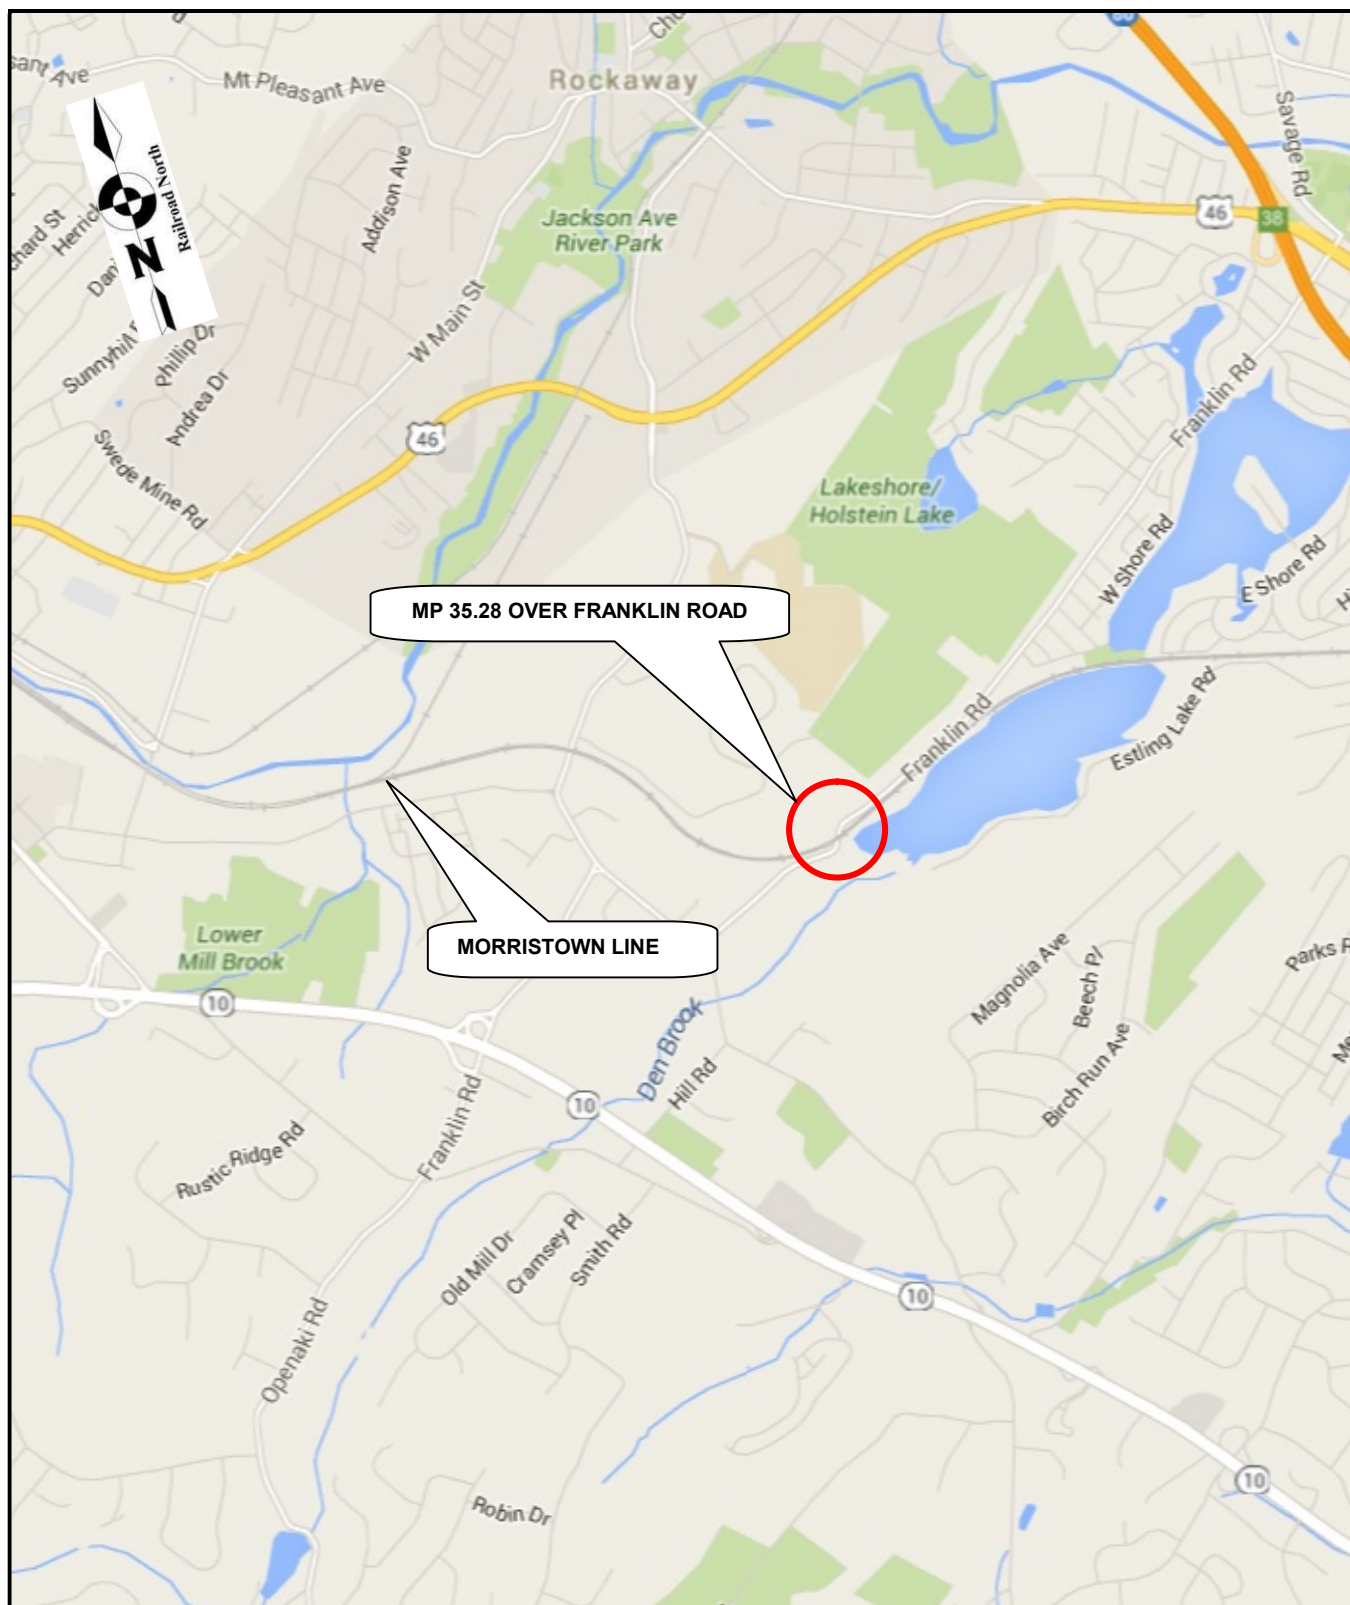 80
Mt Pleasant Ave
Rockaway
Savage Rd
Railroad North
N
Addison Ave
46
38
Jackson Ave
River Park
Phillip Dr
Andrea Dr
W Main St
46
Swede Mine Rd
Franklin Rd
Lakeshore/
Holstein Lake
W Shore Rd
E Shore Rd
MP 35.28 OVER FRANKLIN ROAD
Franklin Rd
Estling Lake Rd
MORRISTOWN LINE
Lower
Mill Brook
10
Magnolia Ave
Beech Pl
Birch Run Ave
Den Brook
Hill Rd
10
Franklin Rd
Rustic Ridge Rd
Old Mill Dr
Cramsey Pl
Smith Rd
10
Openaki Rd
10
Robin Dr